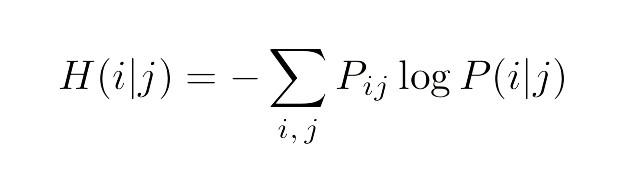 H(i|j) = − ∑_{i, j} P_{ij} log P(i|j)